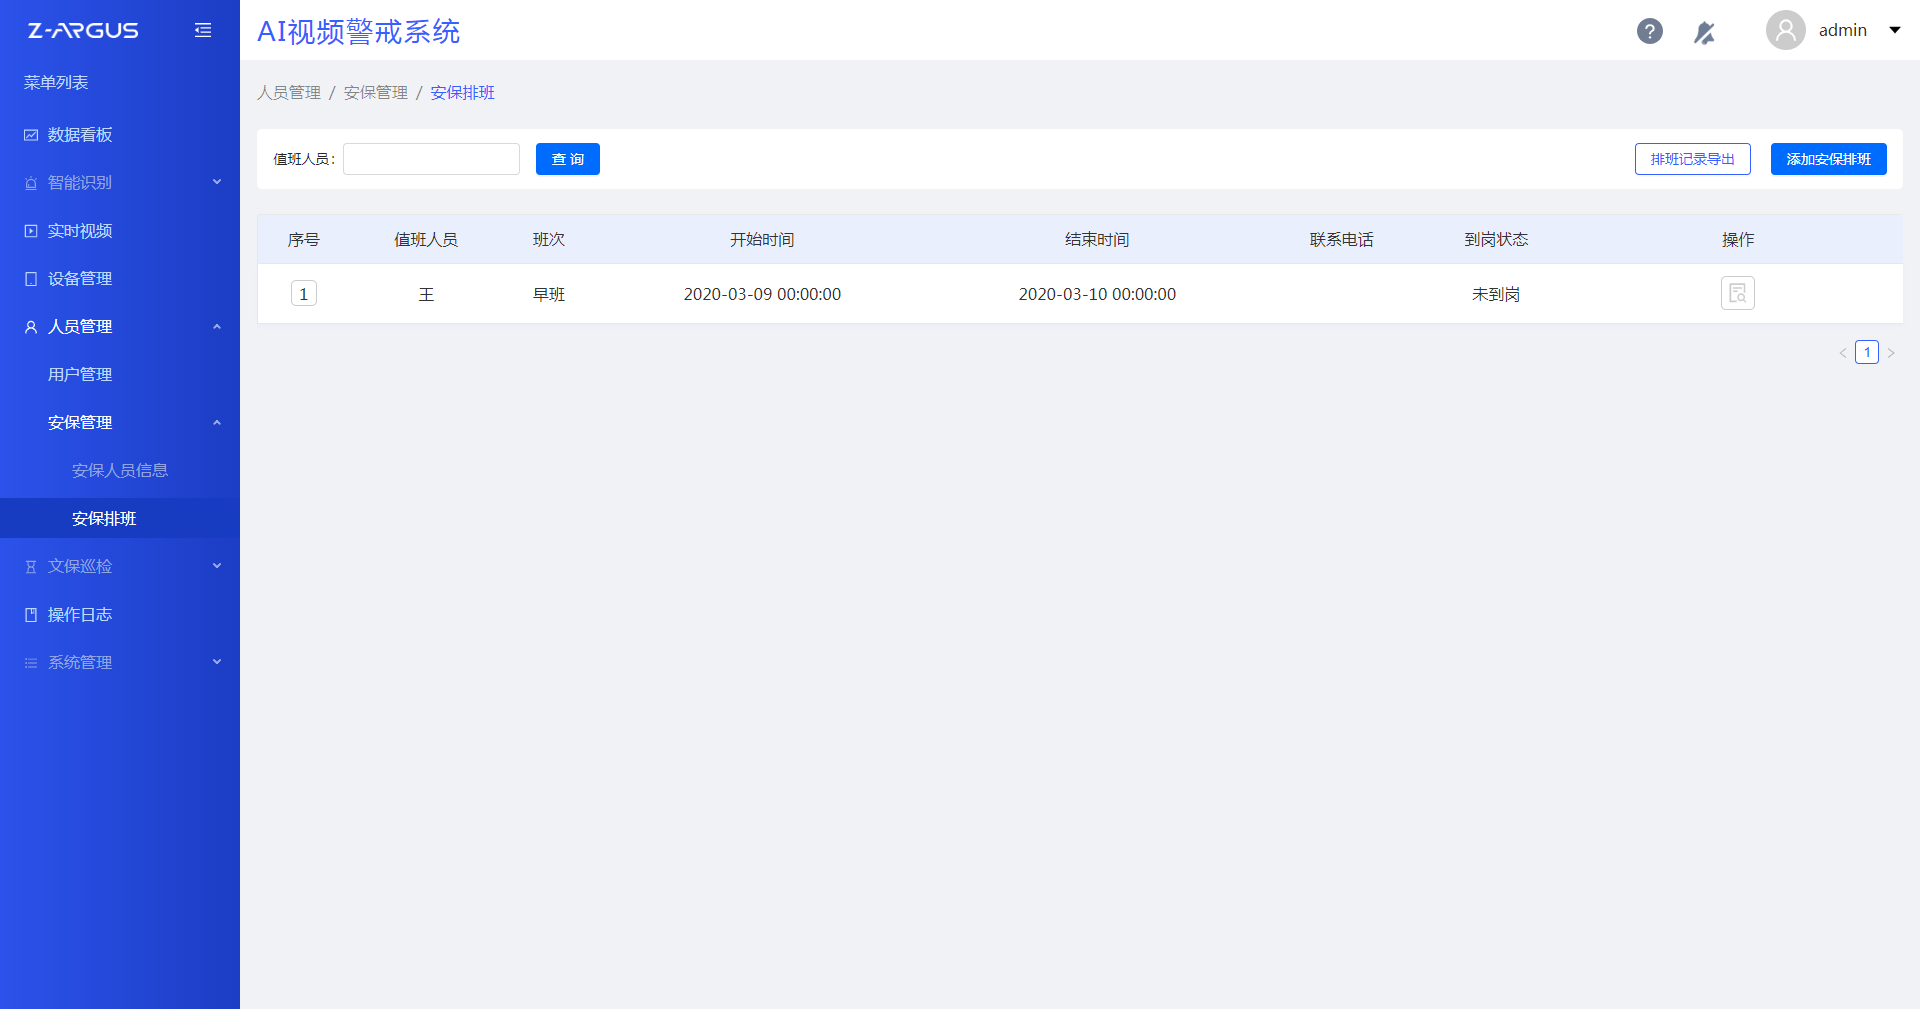 Z-ARGUS
菜单列表
数据看板
智能识别
实时视频
设备管理
人员管理
用户管理
安保管理
安保人员信息
安保排班
文保巡检
操作日志
系统管理
AI视频警戒系统
? admin
人员管理 / 安保管理 / 安保排班
值班人员: 查 询 排班记录导出 添加安保排班
序号 值班人员 班次 开始时间 结束时间 联系电话 到岗状态 操作
1 王 早班 2020-03-09 00:00:00 2020-03-10 00:00:00 未到岗
< 1 >